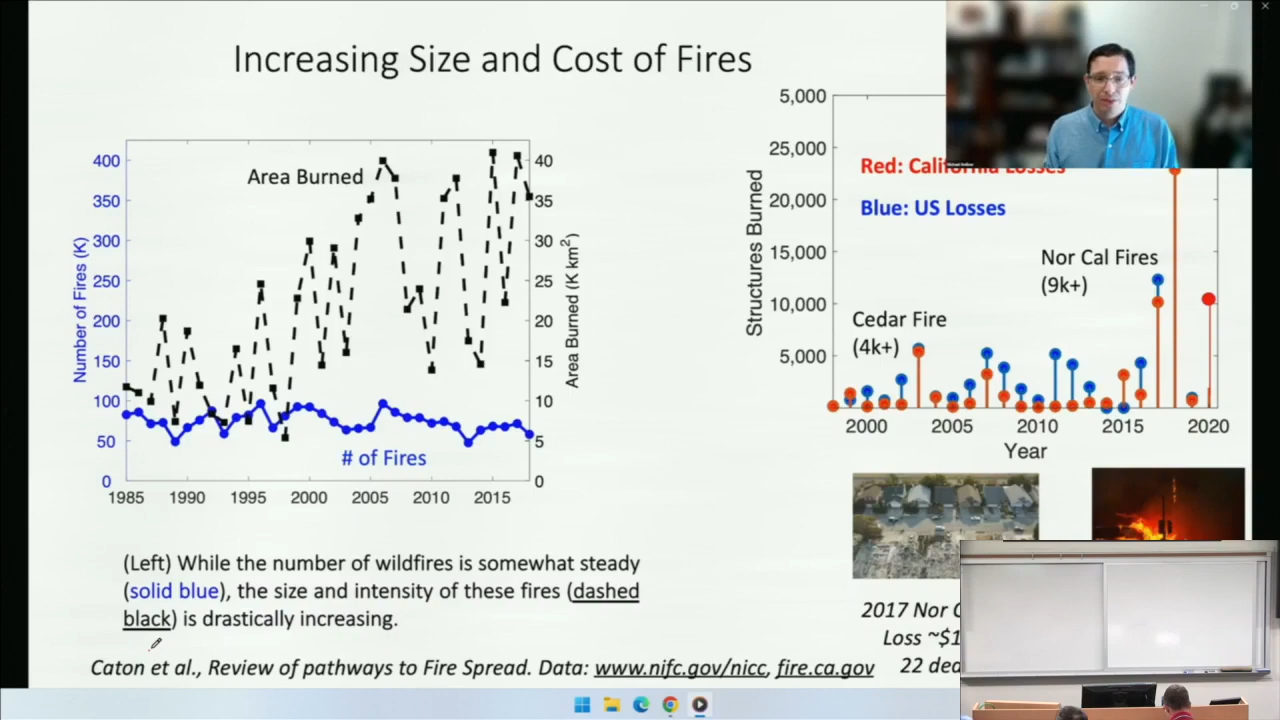 Increasing Size and Cost of Fires
400
350
300
250
200
150
100
50
0
Number of Fires (K)
Area Burned
# of Fires
40
35
30
25
20
15
10
5
0
Area Burned (K km²)
1985 1990 1995 2000 2005 2010 2015
5,000
25,000
20,000
15,000
10,000
5,000
Structures Burned
Red: California Losses
Blue: US Losses
Nor Cal Fires
(9k+)
Cedar Fire
(4k+)
2000 2005 2010 2015 2020
Year
(Left) While the number of wildfires is somewhat steady
(solid blue), the size and intensity of these fires (dashed
black) is drastically increasing.
Caton et al., Review of pathways to Fire Spread. Data: www.nifc.gov/nicc, fire.ca.gov
2017 Nor C
Loss ~$1
22 dea